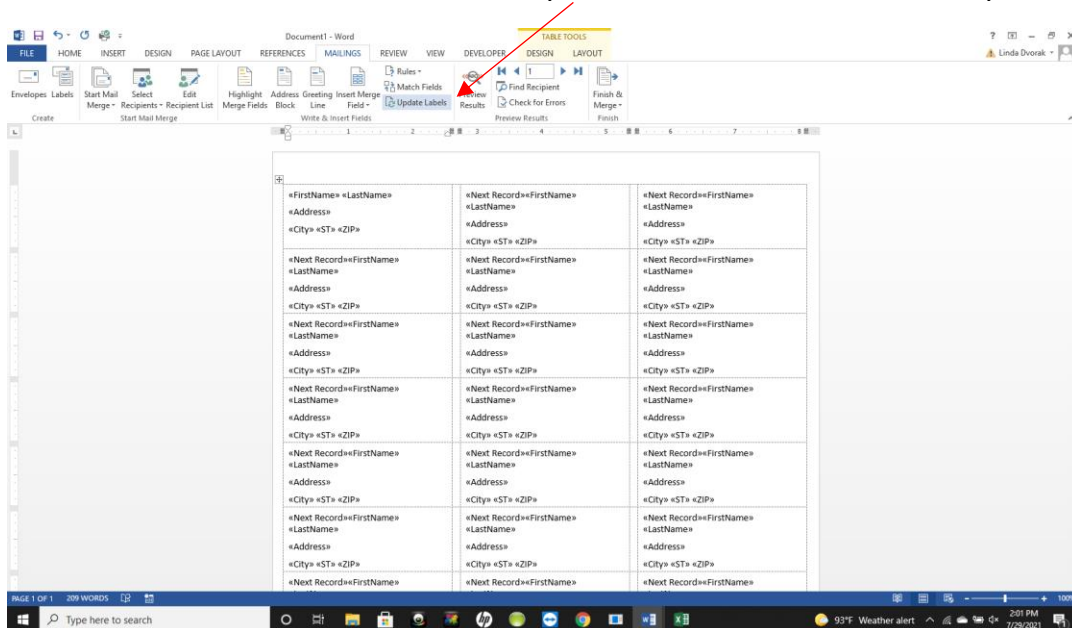 Document1 - Word
TABLE TOOLS
FILE HOME INSERT DESIGN PAGE LAYOUT REFERENCES MAILINGS REVIEW VIEW DEVELOPER DESIGN LAYOUT
Linda Dvorak
Envelopes Labels Start Mail Merge Select Recipients Edit Recipient List Highlight Merge Fields Address Block Greeting Line Insert Merge Field Rules Match Fields Update Labels Preview Results 1 Find Recipient Check for Errors Finish & Merge
Create Start Mail Merge Write & Insert Fields Preview Results Finish
1 2 3 4 5 6 7 8
«FirstName» «LastName» «Next Record»«FirstName» «Next Record»«FirstName»
«LastName» «LastName»
«Address» «Address» «Address»
«City» «ST» «ZIP» «City» «ST» «ZIP» «City» «ST» «ZIP»
«Next Record»«FirstName» «Next Record»«FirstName» «Next Record»«FirstName»
«LastName» «LastName» «LastName»
«Address» «Address» «Address»
«City» «ST» «ZIP» «City» «ST» «ZIP» «City» «ST» «ZIP»
«Next Record»«FirstName» «Next Record»«FirstName» «Next Record»«FirstName»
«LastName» «LastName» «LastName»
«Address» «Address» «Address»
«City» «ST» «ZIP» «City» «ST» «ZIP» «City» «ST» «ZIP»
«Next Record»«FirstName» «Next Record»«FirstName» «Next Record»«FirstName»
«LastName» «LastName» «LastName»
«Address» «Address» «Address»
«City» «ST» «ZIP» «City» «ST» «ZIP» «City» «ST» «ZIP»
«Next Record»«FirstName» «Next Record»«FirstName» «Next Record»«FirstName»
«LastName» «LastName» «LastName»
«Address» «Address» «Address»
«City» «ST» «ZIP» «City» «ST» «ZIP» «City» «ST» «ZIP»
«Next Record»«FirstName» «Next Record»«FirstName» «Next Record»«FirstName»
«LastName» «LastName» «LastName»
«Address» «Address» «Address»
«City» «ST» «ZIP» «City» «ST» «ZIP» «City» «ST» «ZIP»
«Next Record»«FirstName» «Next Record»«FirstName» «Next Record»«FirstName»
PAGE 1 OF 1 209 WORDS 100%
Type here to search 93°F Weather alert 2:01 PM
7/29/2021